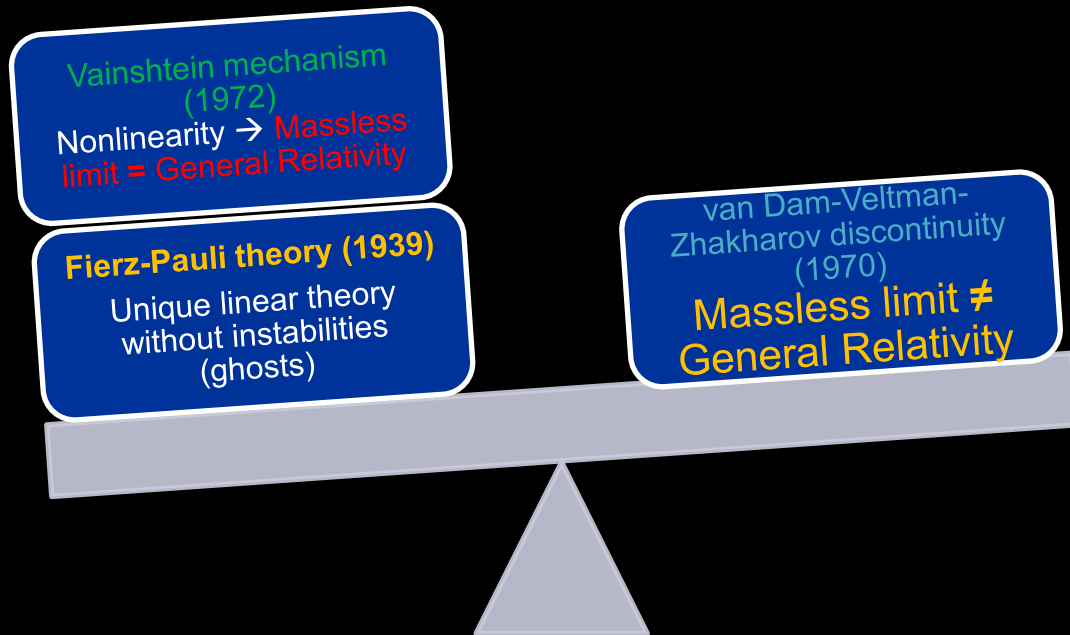 Vainshtein mechanism
(1972)
Nonlinearity → Massless
limit = General Relativity
Fierz-Pauli theory (1939)
Unique linear theory
without instabilities
(ghosts)
van Dam-Veltman-
Zhakharov discontinuity
(1970)
Massless limit ≠
General Relativity